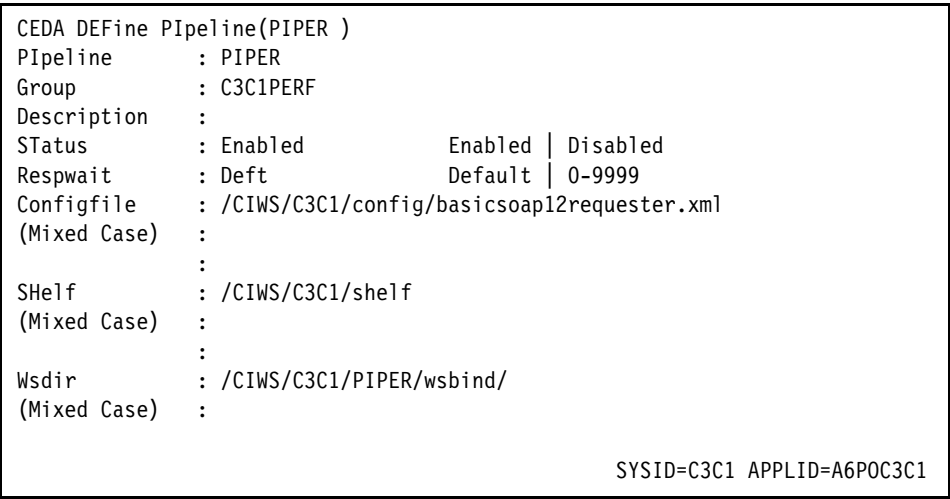 CEDA DEFine PIpeline(PIPER )
PIpeline : PIPER
Group : C3C1PERF
Description :
STatus : Enabled Enabled | Disabled
Respwait : Deft Default | 0-9999
Configfile : /CIWS/C3C1/config/basicsoap12requester.xml
(Mixed Case) :
:
SHelf : /CIWS/C3C1/shelf
(Mixed Case) :
:
Wsdir : /CIWS/C3C1/PIPER/wsbind/
(Mixed Case) :
SYSID=C3C1 APPLID=A6POC3C1